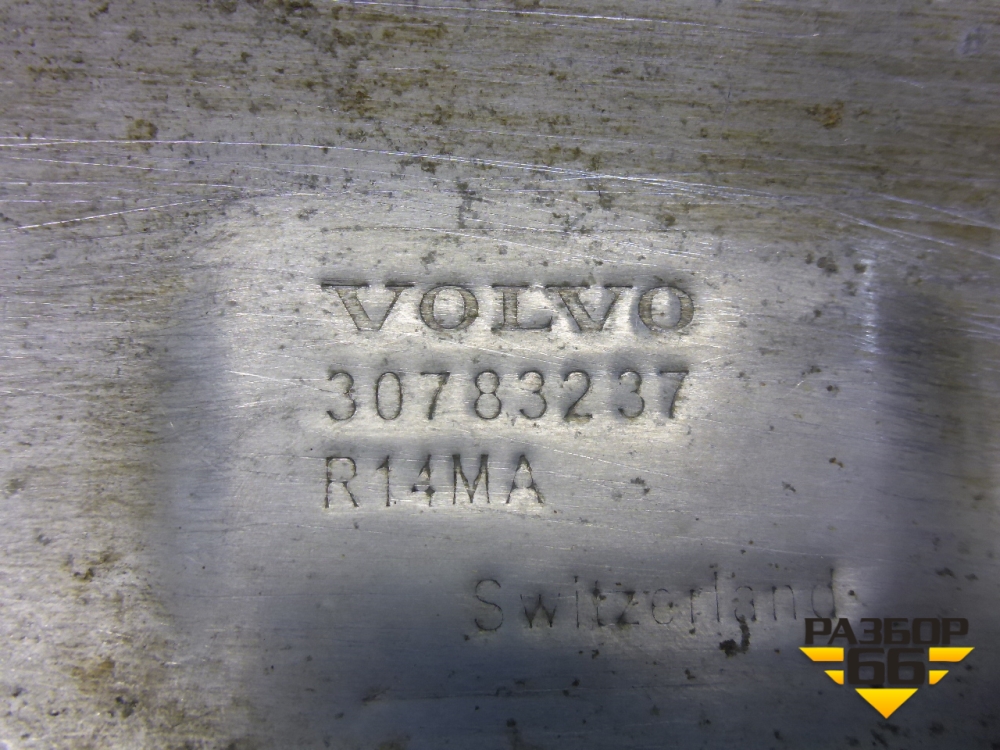 VOLVO
30783237
R14MA
Switzerland
РАЗБОР
66